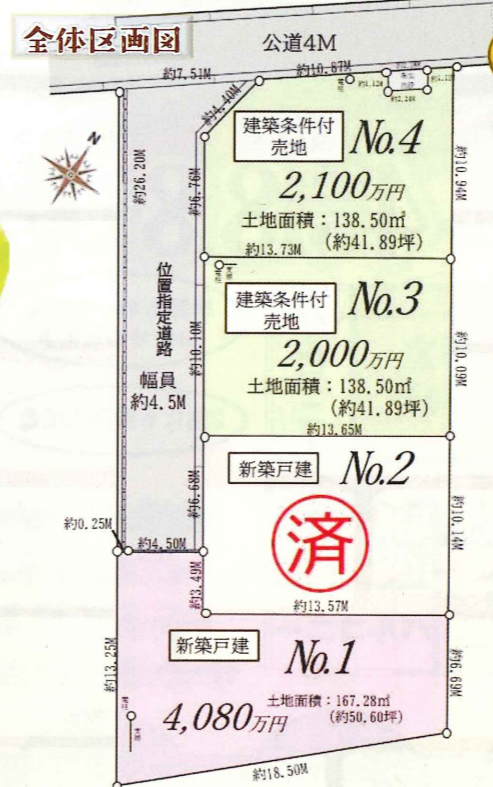 全体区画図
公道4M
約7.51M
約10.87M
約4.40M
N
約26.20M
約6.76M
建築条件付
売地
No.4
2,100万円
土地面積：138.50㎡
(約41.89坪)
約10.94M
約13.73M
位置指定道路
幅員
約4.5M
約10.10M
建築条件付
売地
No.3
2,000万円
土地面積：138.50㎡
(約41.89坪)
約10.09M
約13.65M
新築戸建
No.2
済
約6.68M
約10.14M
約0.25M
約4.50M
約3.49M
約13.57M
新築戸建
No.1
4,080万円
土地面積：167.28㎡
(約50.60坪)
約13.25M
約6.69M
電柱
支線
約18.50M